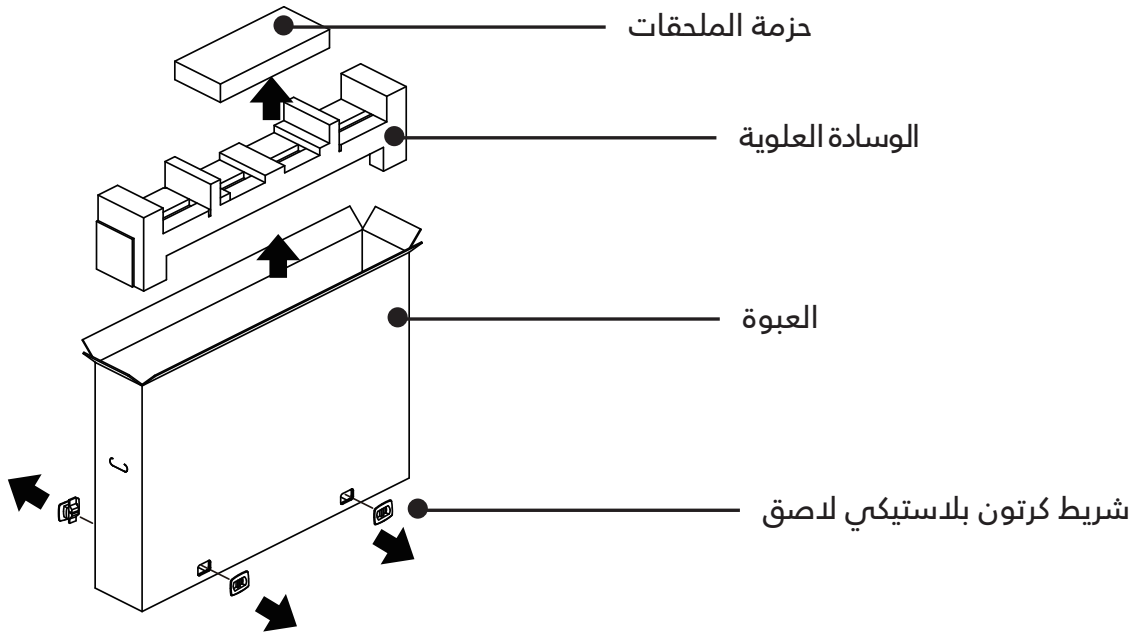 حزمة الملحقات
الوسادة العلوية
العبوة
شريط كرتون بلاستيكي لاصق